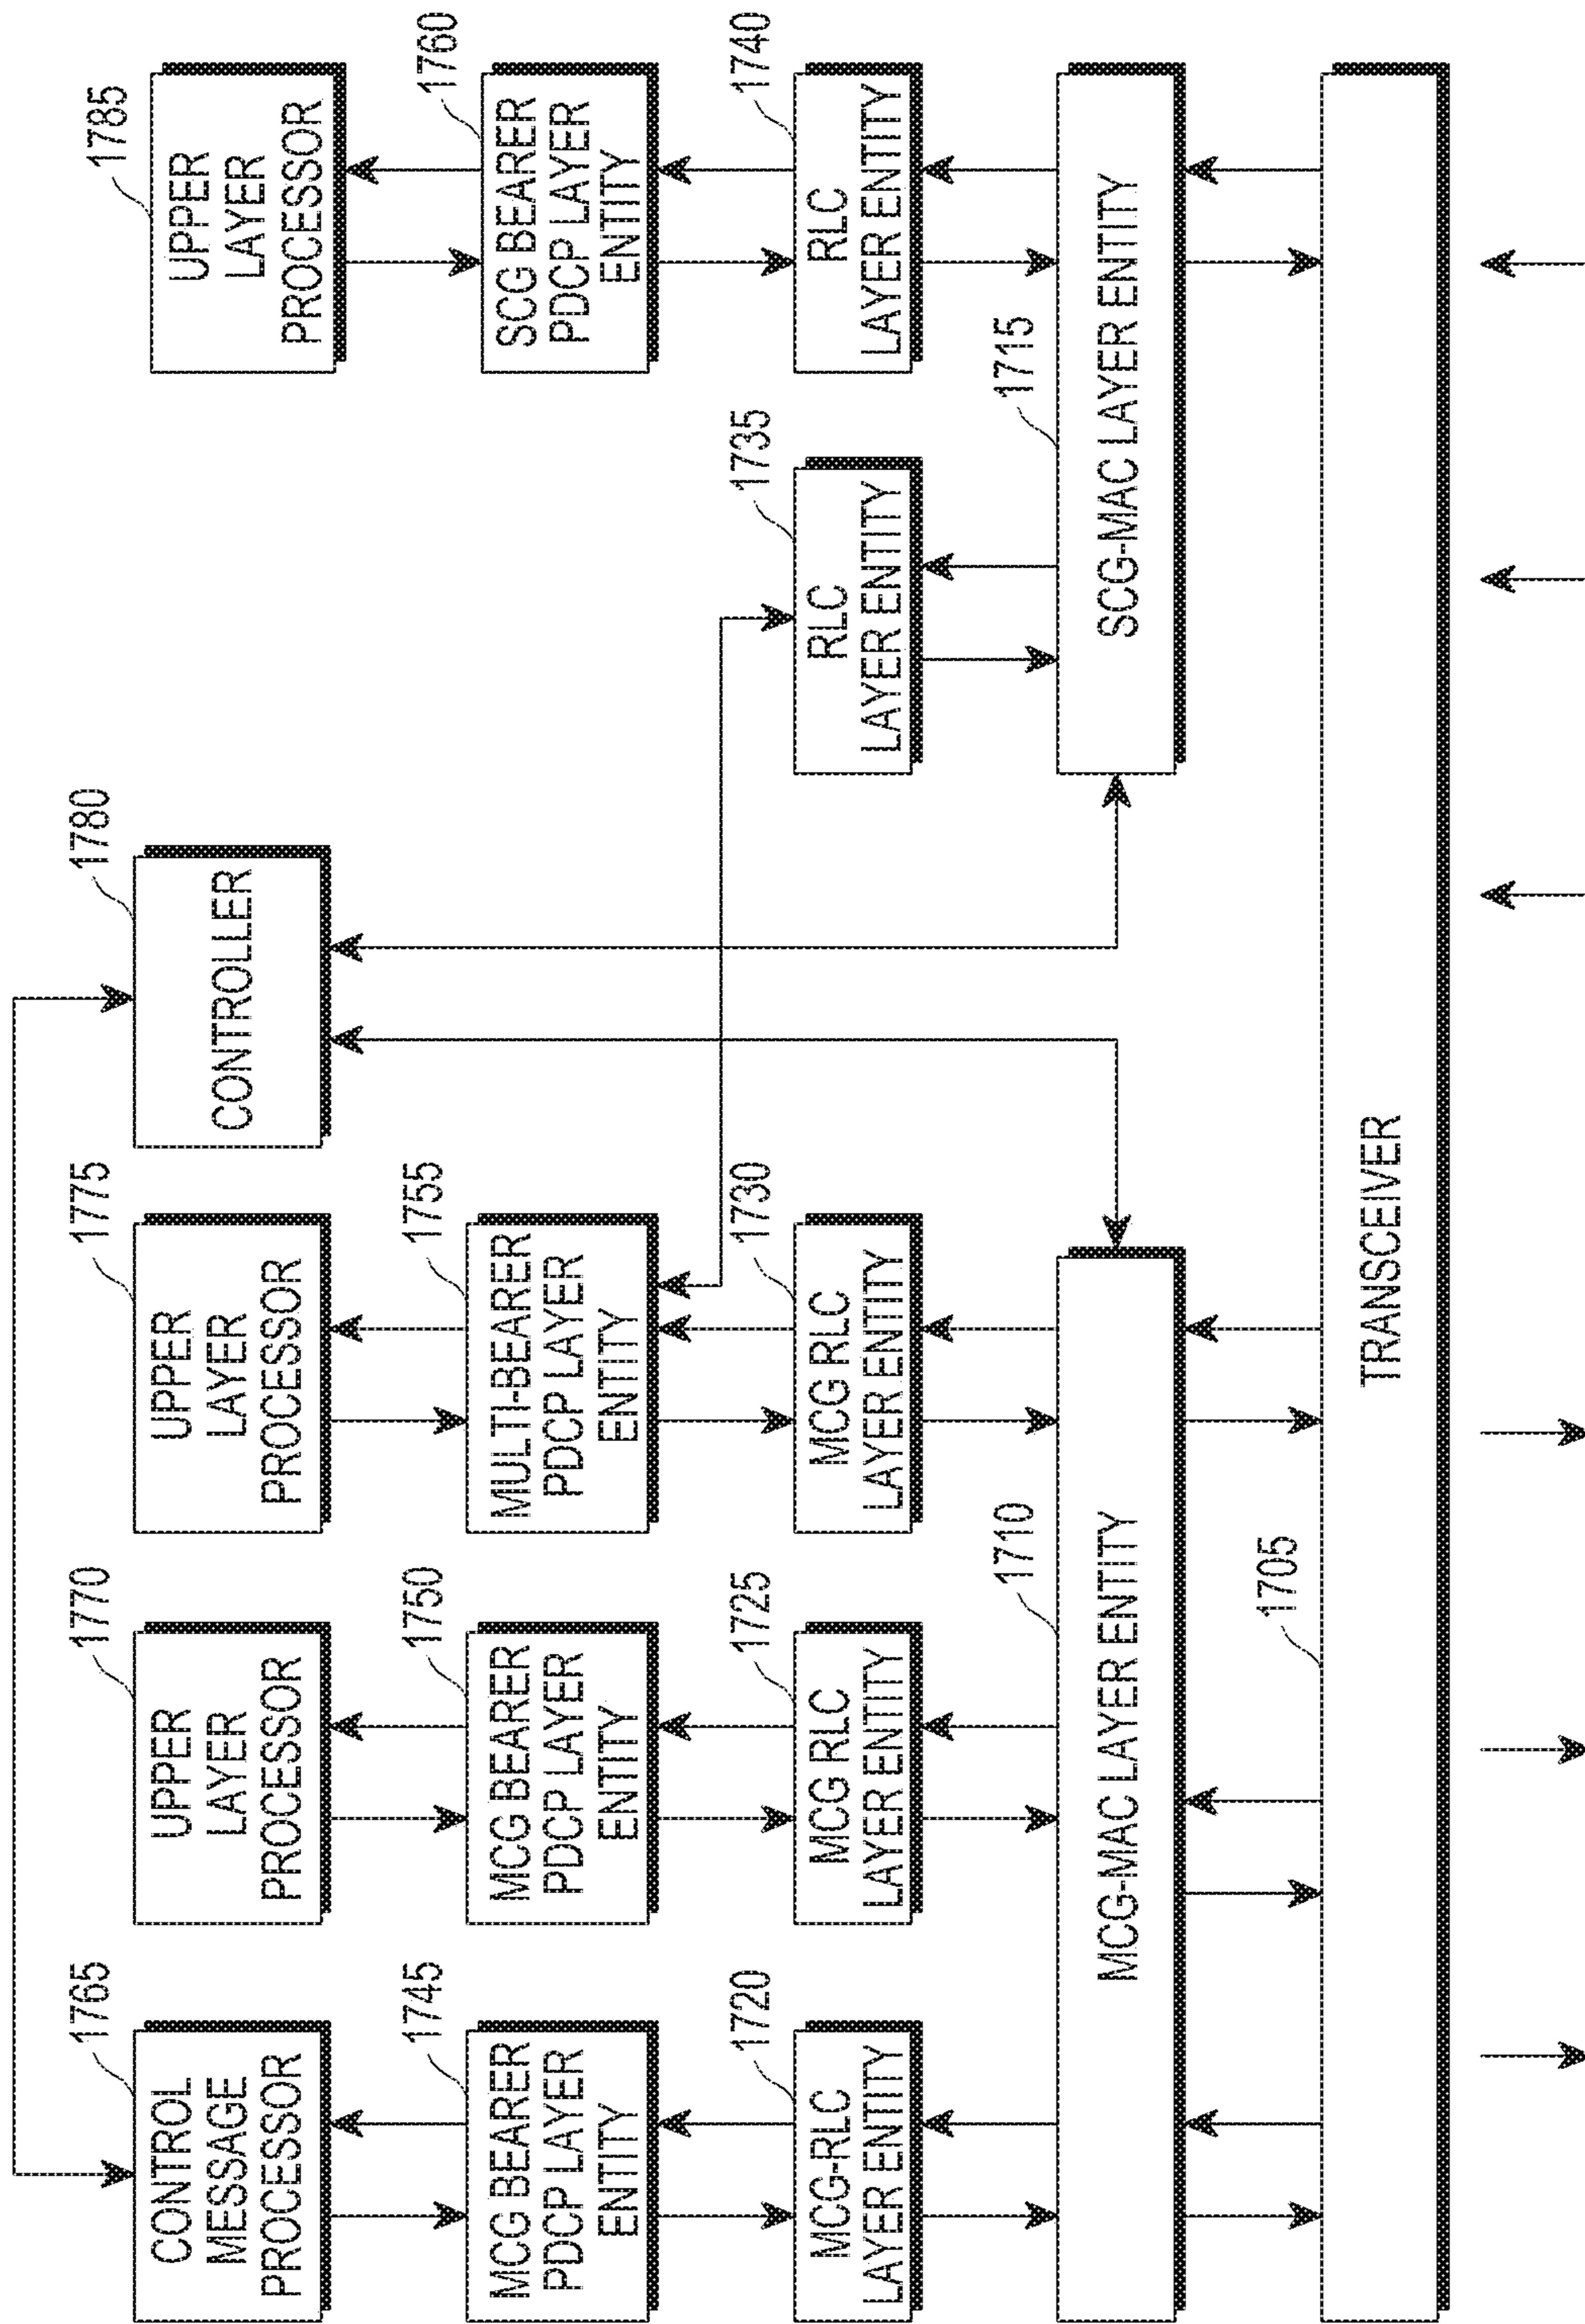 1765
CONTROL
MESSAGE
PROCESSOR
1770
UPPER
LAYER
PROCESSOR
1775
UPPER
LAYER
PROCESSOR
1780
CONTROLLER
1785
UPPER
LAYER
PROCESSOR
1745
MCG BEARER
PDCP LAYER
ENTITY
1750
MCG BEARER
PDCP LAYER
ENTITY
1755
MULTI-BEARER
PDCP LAYER
ENTITY
1760
SCG BEARER
PDCP LAYER
ENTITY
1720
MCG-RLC
LAYER ENTITY
1725
MCG RLC
LAYER ENTITY
1730
MCG RLC
LAYER ENTITY
1735
RLC
LAYER ENTITY
1740
RLC
LAYER ENTITY
1710
MCG-MAC LAYER ENTITY
1715
SCG-MAC LAYER ENTITY
1705
TRANSCEIVER